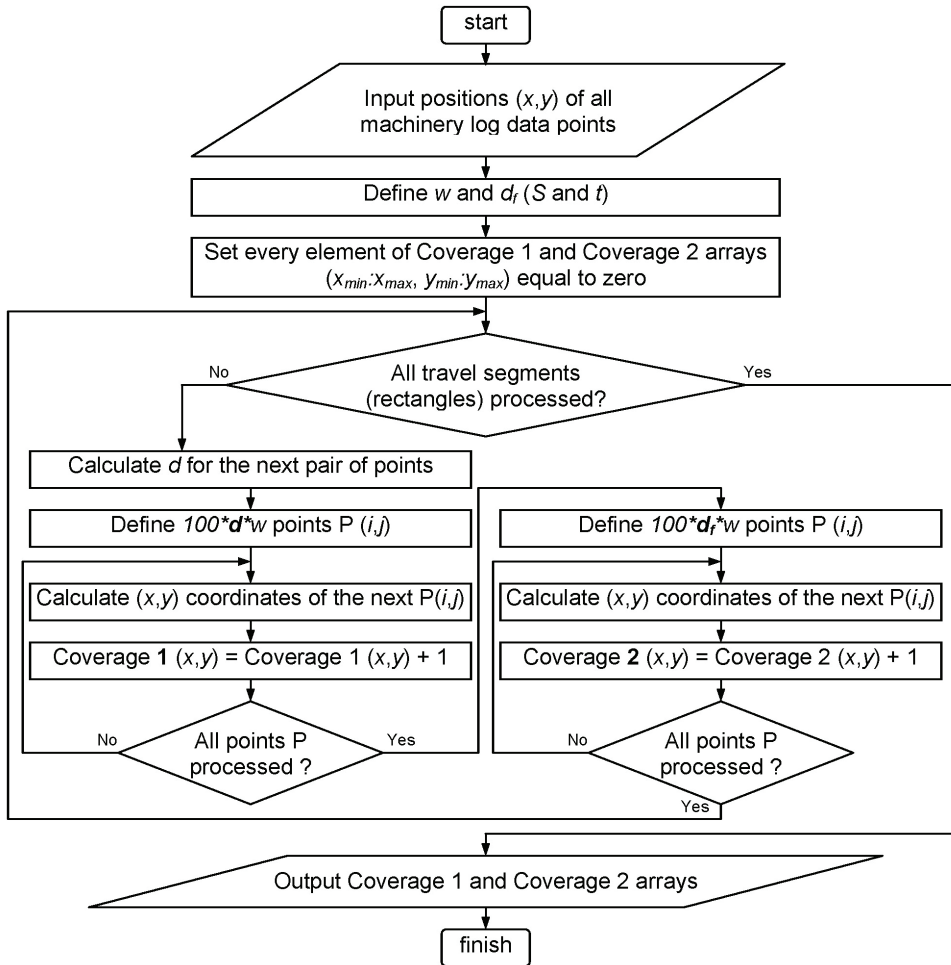 start
Input positions (x,y) of all
machinery log data points
Define w and df (S and t)
Set every element of Coverage 1 and Coverage 2 arrays
(xmin:xmax, ymin:ymax) equal to zero
No
Yes
All travel segments
(rectangles) processed?
Calculate d for the next pair of points
Define 100*d*w points P (i,j)
Calculate (x,y) coordinates of the next P(i,j)
Coverage 1 (x,y) = Coverage 1 (x,y) + 1
No
Yes
All points P
processed ?
Define 100*df*w points P (i,j)
Calculate (x,y) coordinates of the next P(i,j)
Coverage 2 (x,y) = Coverage 2 (x,y) + 1
No
All points P
processed ?
Yes
Output Coverage 1 and Coverage 2 arrays
finish